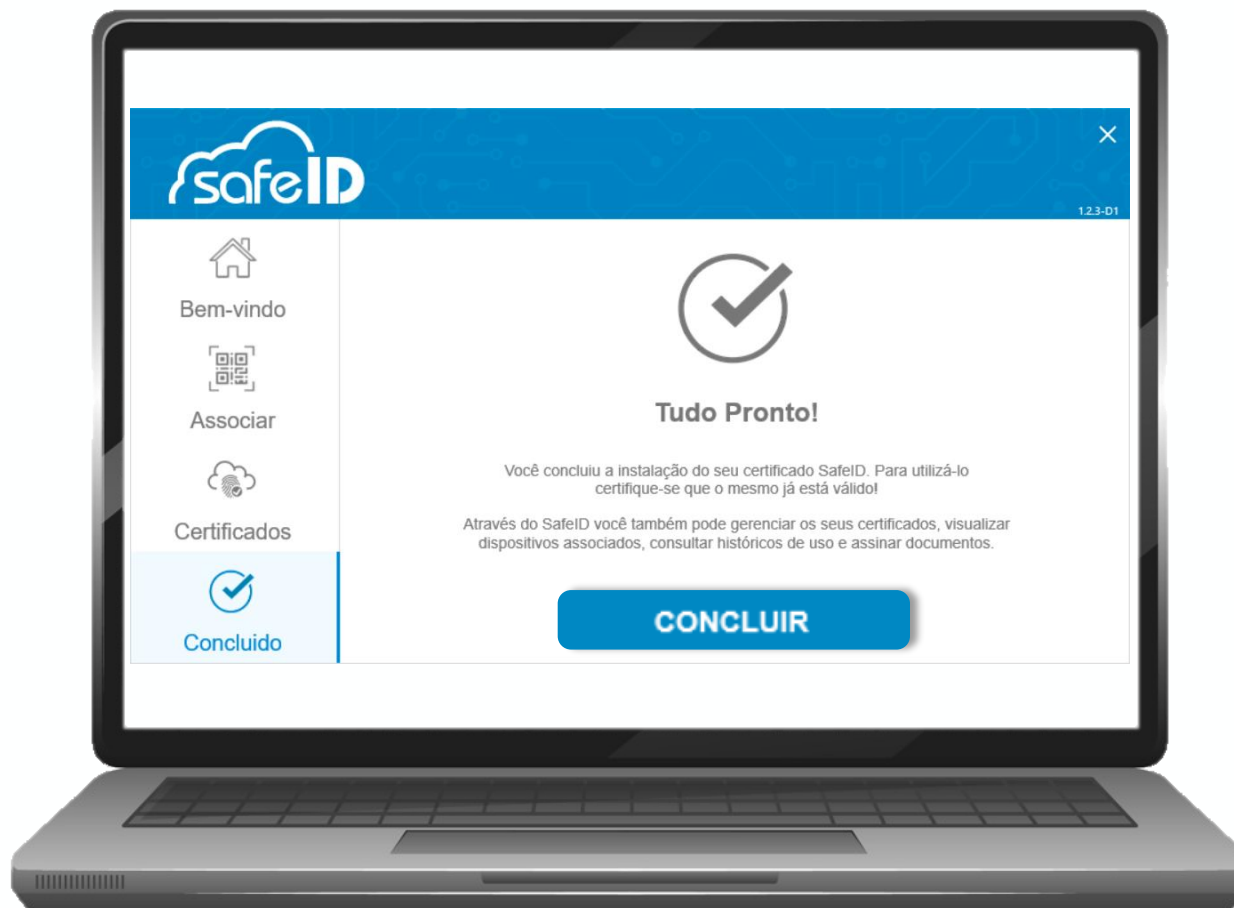 safeID
1.2.3-D1
Bem-vindo
Associar
Certificados
Concluido
Tudo Pronto!
Você concluiu a instalação do seu certificado SafeID. Para utilizá-lo
certifique-se que o mesmo já está válido!
Através do SafeID você também pode gerenciar os seus certificados, visualizar
dispositivos associados, consultar históricos de uso e assinar documentos.
CONCLUIR